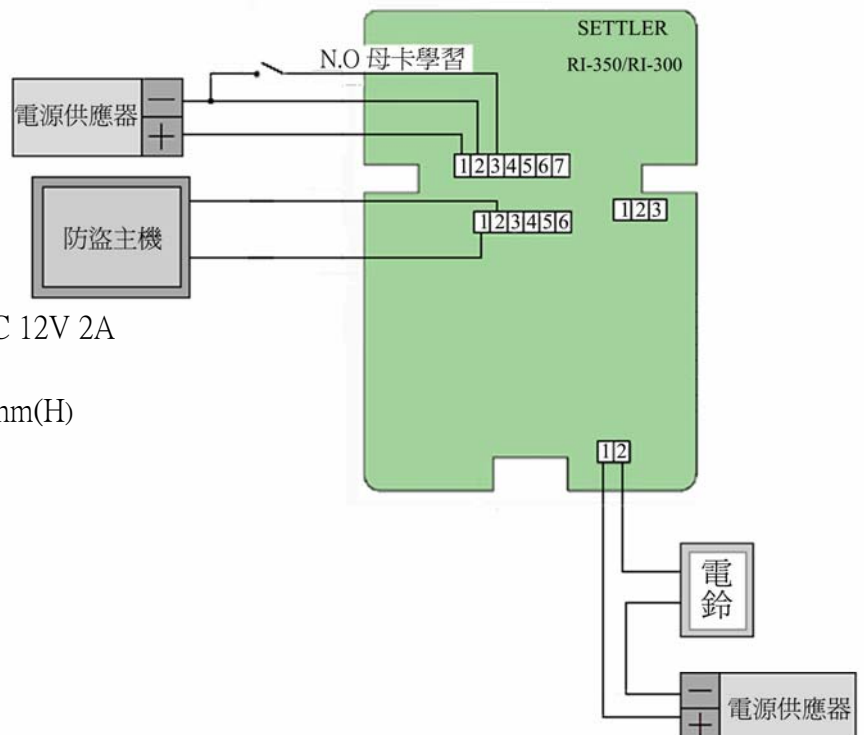 SETTLER
RI-350/RI-300
N.O 母卡學習
電源供應器
−
+
1234567
防盜主機
123456
123
C 12V 2A
mm(H)
12
電鈴
−
+
電源供應器